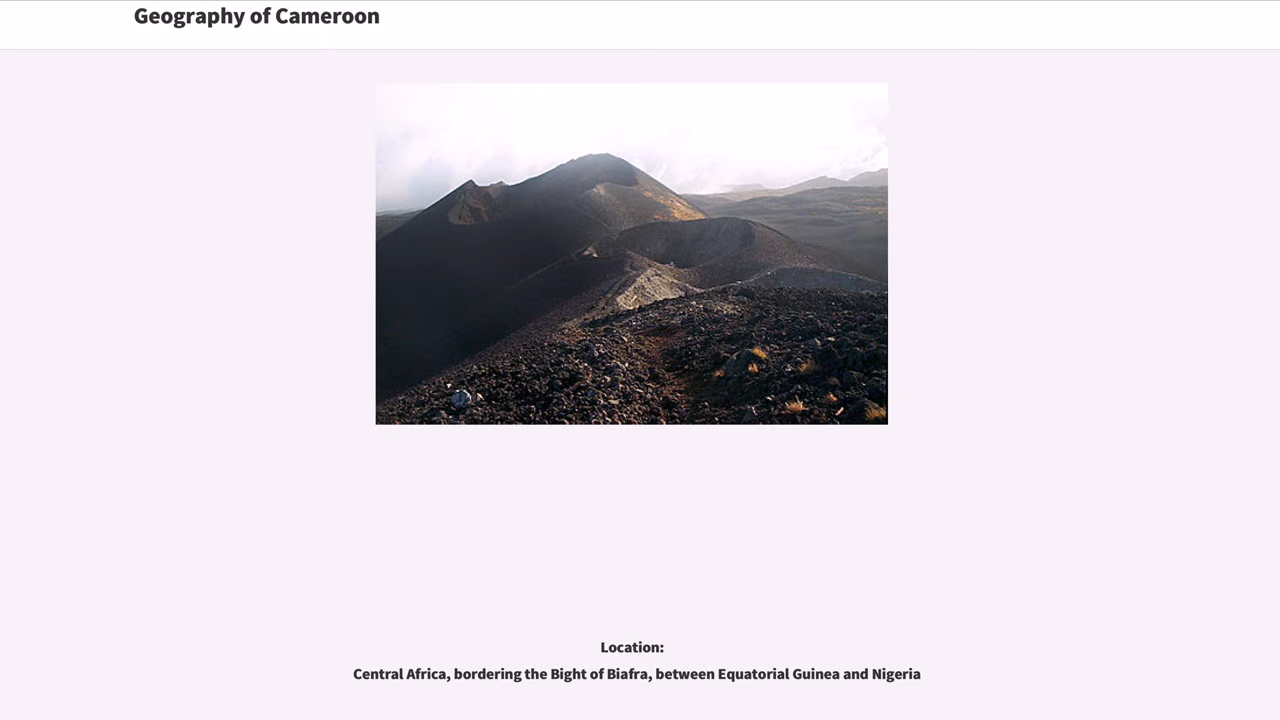 Geography of Cameroon
Location:
Central Africa, bordering the Bight of Biafra, between Equatorial Guinea and Nigeria